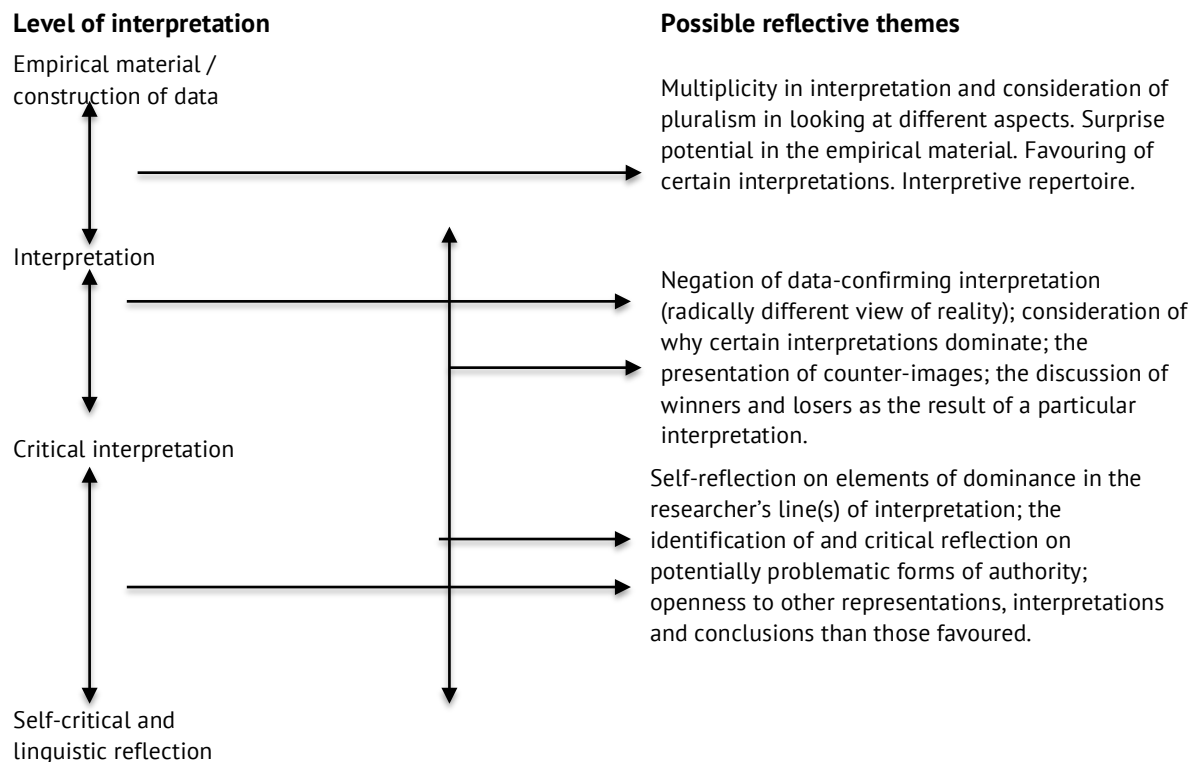 Level of interpretation
Possible reflective themes
Empirical material /
construction of data
Multiplicity in interpretation and consideration of
pluralism in looking at different aspects. Surprise
potential in the empirical material. Favouring of
certain interpretations. Interpretive repertoire.
Interpretation
Negation of data-confirming interpretation
(radically different view of reality); consideration of
why certain interpretations dominate; the
presentation of counter-images; the discussion of
winners and losers as the result of a particular
interpretation.
Critical interpretation
Self-reflection on elements of dominance in the
researcher’s line(s) of interpretation; the
identification of and critical reflection on
potentially problematic forms of authority;
openness to other representations, interpretations
and conclusions than those favoured.
Self-critical and
linguistic reflection